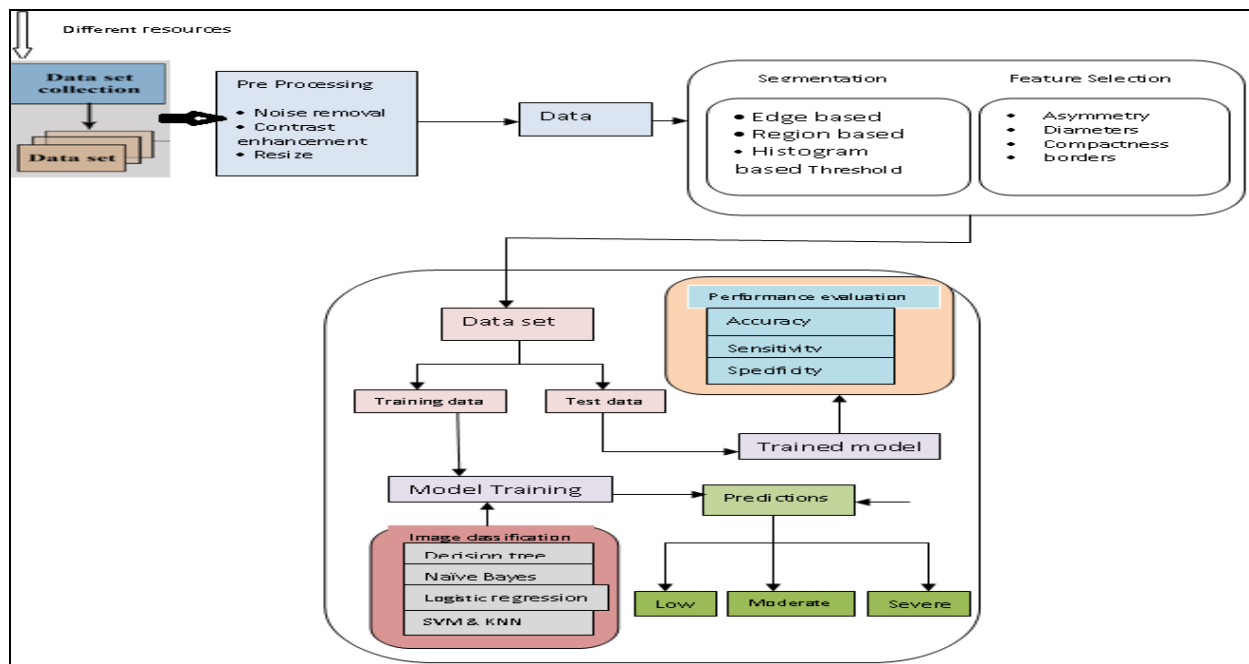 Different resources
Data set
collection
Data set
Pre Processing
• Noise removal
• Contrast
enhancement
• Resize
Data
Segmentation
• Edge based
• Region based
• Histogram
based Threshold
Feature Selection
• Asymmetry
• Diameters
• Compactness
• borders
Data set
Training data
Test data
Performance evaluation
Accuracy
Sensitivity
Specificity
Trained model
Model Training
Predictions
Image classification
Decision tree
Naïve Bayes
Logistic regression
SVM & KNN
Low
Moderate
Severe